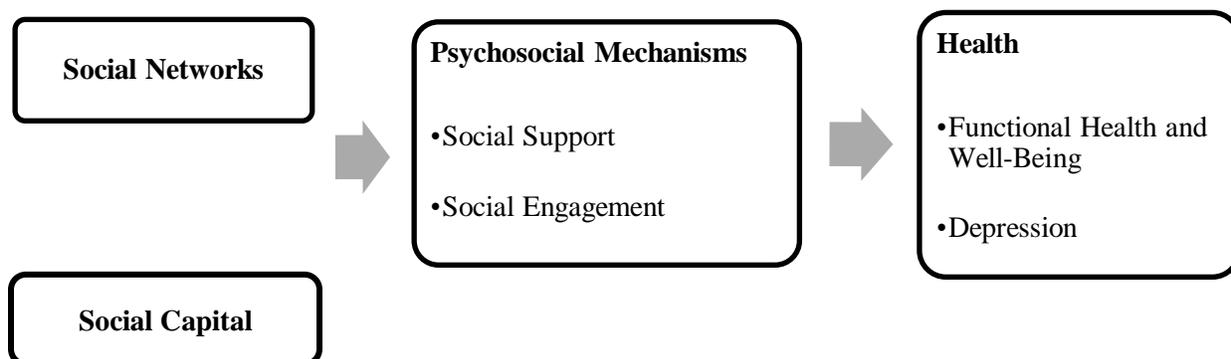 Social Networks
Psychosocial Mechanisms
•Social Support
•Social Engagement
Health
•Functional Health and
Well-Being
•Depression
Social Capital